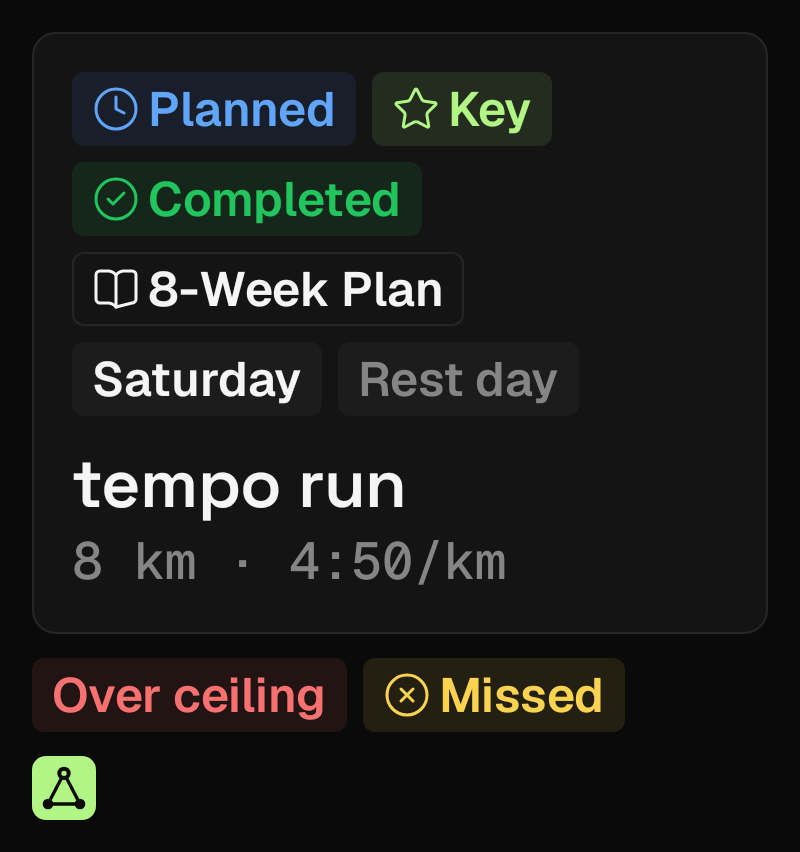 Planned Key
Completed
8-Week Plan
Saturday Rest day
tempo run
8 km · 4:50/km
Over ceiling Missed